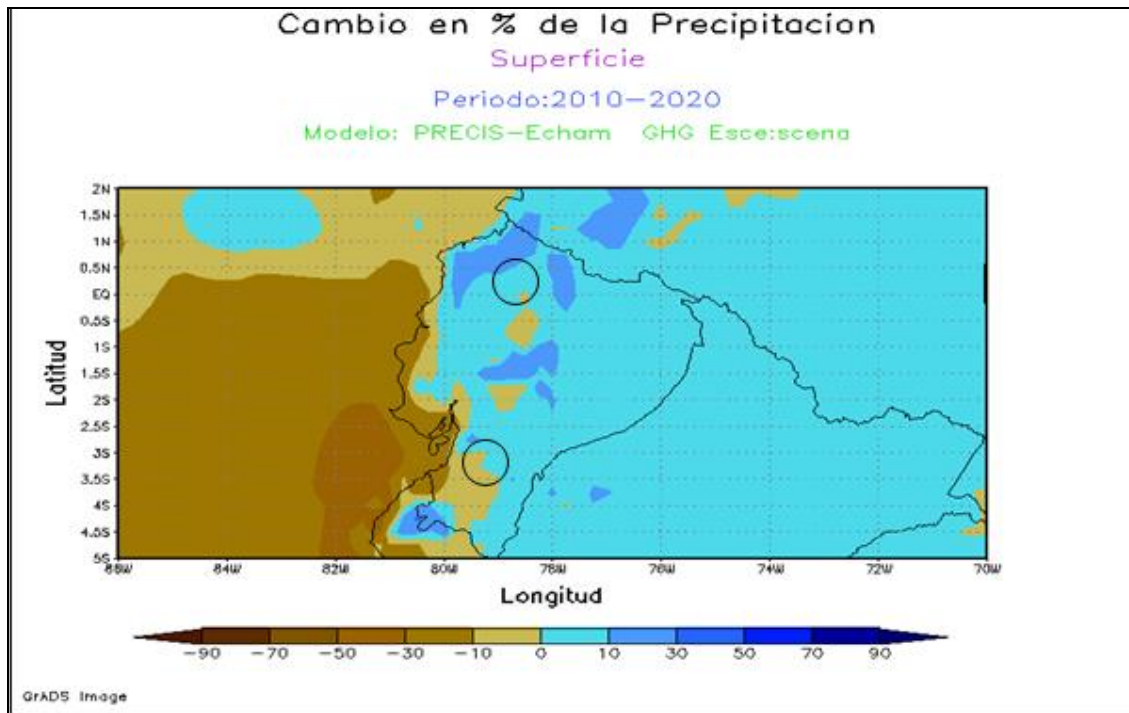 Cambio en % de la Precipitacion
Superficie
Periodo:2010-2020
Modelo: PRECIS-Echam GHG Esce:scena
2N
1.5N
1N
0.5N
EQ
0.5S
1S
1.5S
2S
2.5S
3S
3.5S
4S
4.5S
5S
Latitud
86W 84W 82W 80W 78W 76W 74W 72W 70W
Longitud
-90 -70 -50 -30 -10 0 10 30 50 70 90
GrADS Image